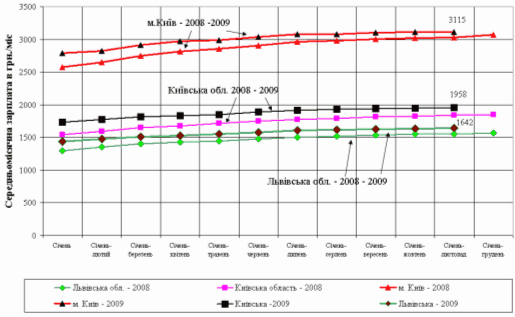 Середньомісячна зарплата в грн./міс
3500
3000
2500
2000
1500
1000
500
0
м.Київ - 2008 -2009
3115
Київська обл. 2008 - 2009
1958
1642
Львівська обл. - 2008 - 2009
Січень
Січень-лютий
Січень-березень
Січень-квітень
Січень-травень
Січень-червень
Січень-липень
Січень-серпень
Січень-вересень
Січень-жовтень
Січень-листопад
Січень-грудень
Львівська обл. - 2008
Київська область - 2008
м. Київ - 2008
м. Київ - 2009
Київська -2009
Львівська - 2009